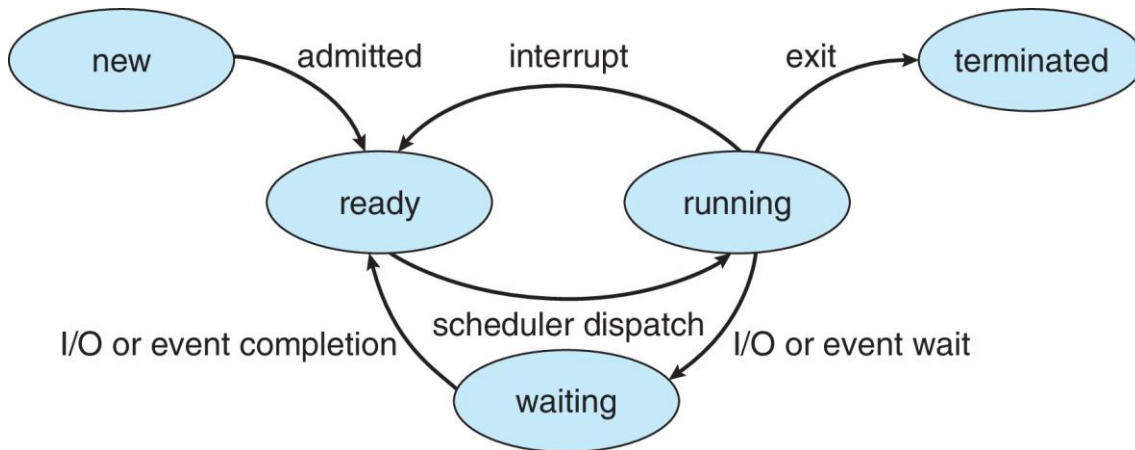 new
admitted
interrupt
exit
terminated
ready
running
I/O or event completion
scheduler dispatch
I/O or event wait
waiting